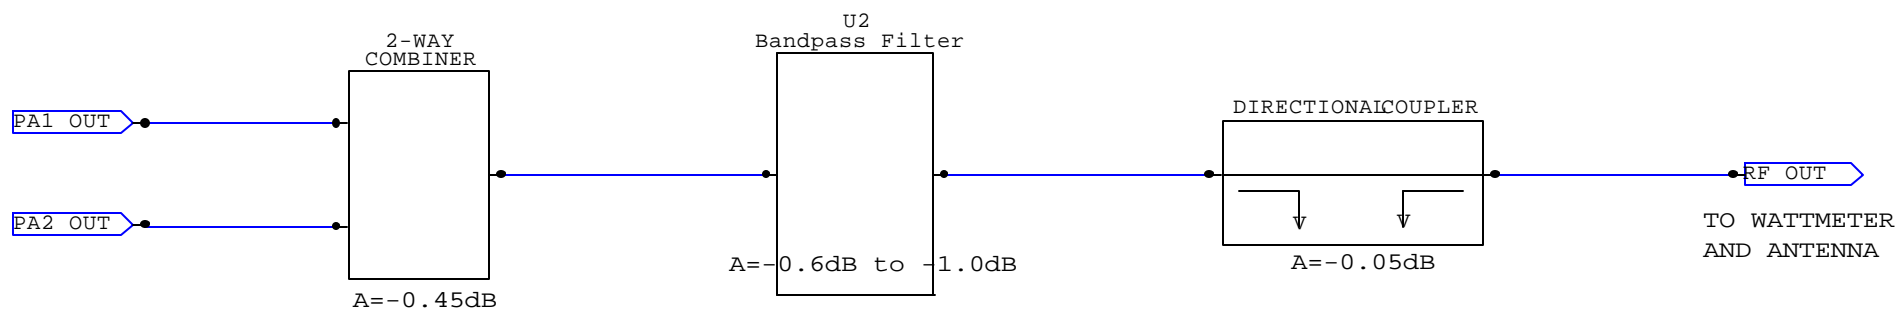 U2
2-WAY
COMBINER
Bandpass Filter
DIRECTIONALCOUPLER
PA1 OUT
PA2 OUT
RF OUT
TO WATTMETER
AND ANTENNA
A=-0.45dB
A=-0.6dB to -1.0dB
A=-0.05dB